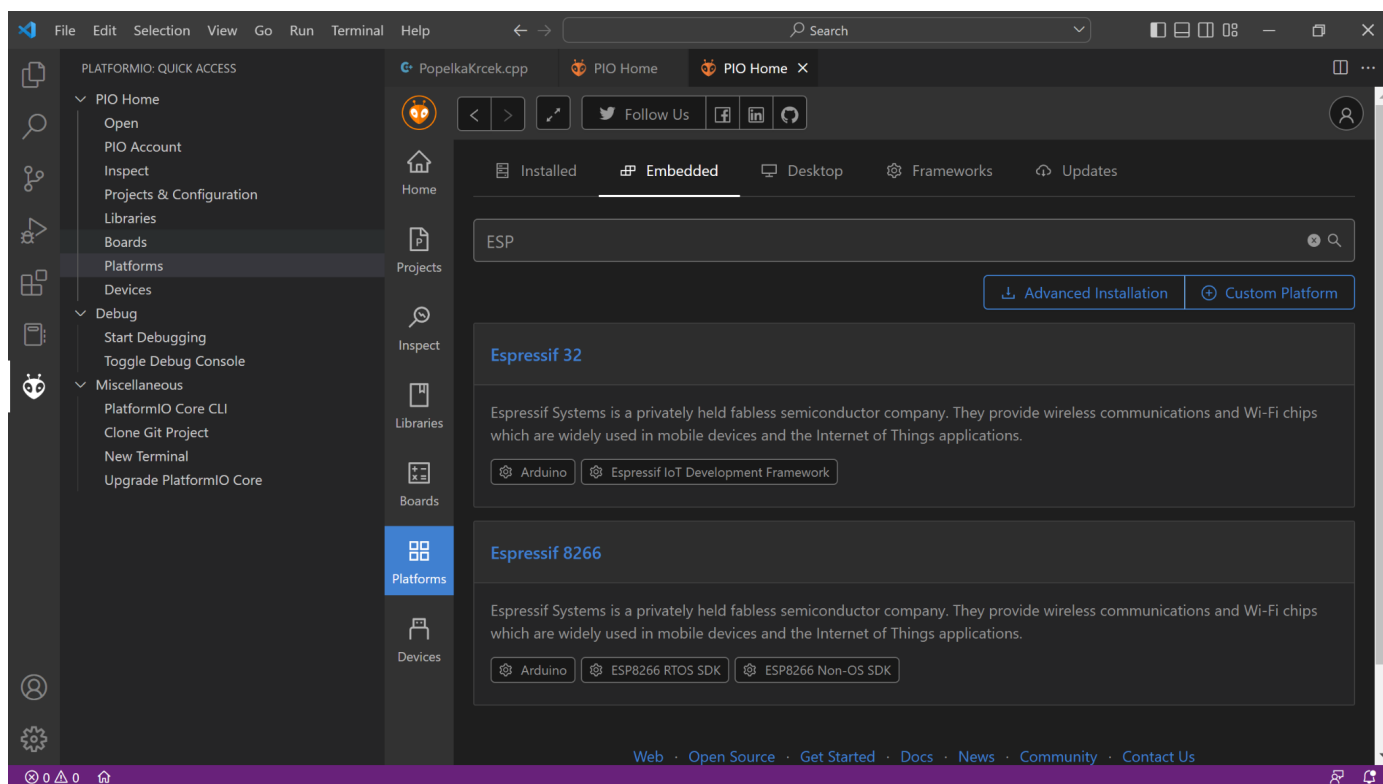 File Edit Selection View Go Run Terminal Help
Search
PLATFORMIO: QUICK ACCESS
PIO Home
Open
PIO Account
Inspect
Projects & Configuration
Libraries
Boards
Platforms
Devices
Debug
Start Debugging
Toggle Debug Console
Miscellaneous
PlatformIO Core CLI
Clone Git Project
New Terminal
Upgrade PlatformIO Core
PopelkaKrcek.cpp PIO Home PIO Home
Follow Us
Home
Projects
Inspect
Libraries
Boards
Platforms
Devices
Installed Embedded Desktop Frameworks Updates
ESP
Advanced Installation Custom Platform
Espressif 32
Espressif Systems is a privately held fabless semiconductor company. They provide wireless communications and Wi-Fi chips
which are widely used in mobile devices and the Internet of Things applications.
Arduino Espressif IoT Development Framework
Espressif 8266
Espressif Systems is a privately held fabless semiconductor company. They provide wireless communications and Wi-Fi chips
which are widely used in mobile devices and the Internet of Things applications.
Arduino ESP8266 RTOS SDK ESP8266 Non-OS SDK
Web · Open Source · Get Started · Docs · News · Community · Contact Us
0 0